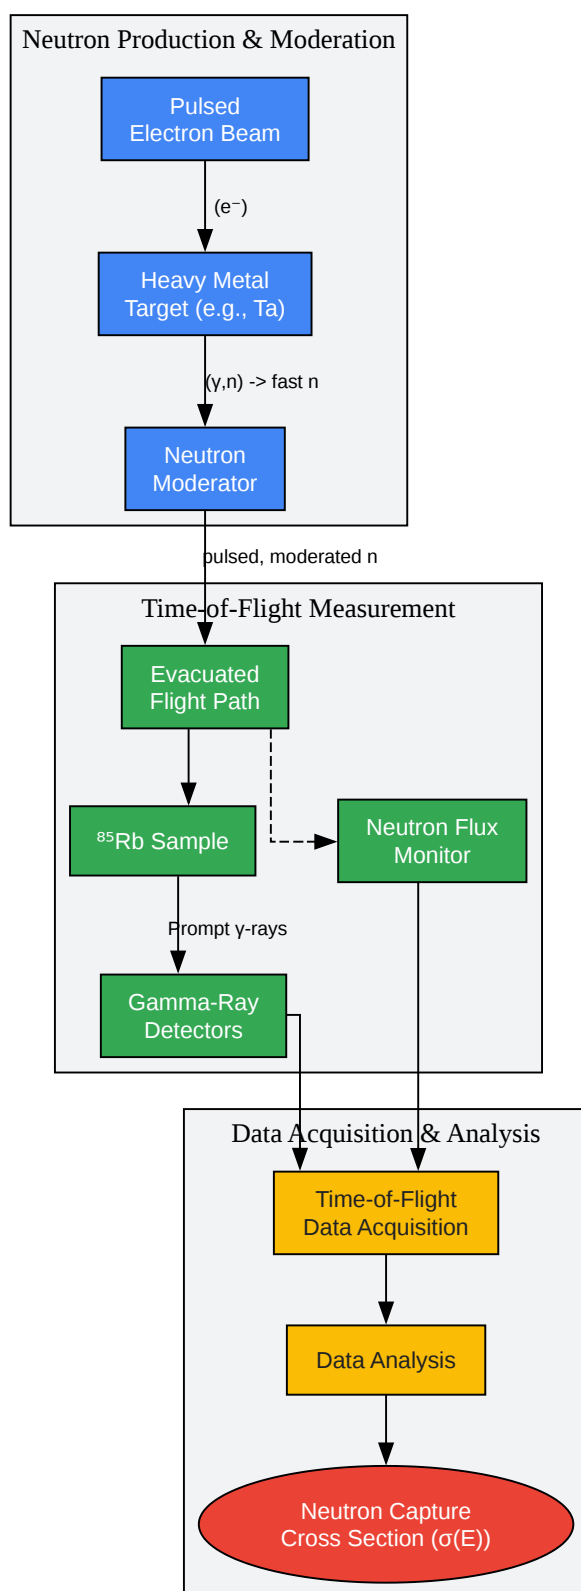 Neutron Production & Moderation
Pulsed
Electron Beam
(e⁻)
Heavy Metal
Target (e.g., Ta)
(γ,n) -> fast n
Neutron
Moderator
pulsed, moderated n
Time-of-Flight Measurement
Evacuated
Flight Path
⁸⁵Rb Sample
Neutron Flux
Monitor
Prompt γ-rays
Gamma-Ray
Detectors
Data Acquisition & Analysis
Time-of-Flight
Data Acquisition
Data Analysis
Neutron Capture
Cross Section (σ(E))